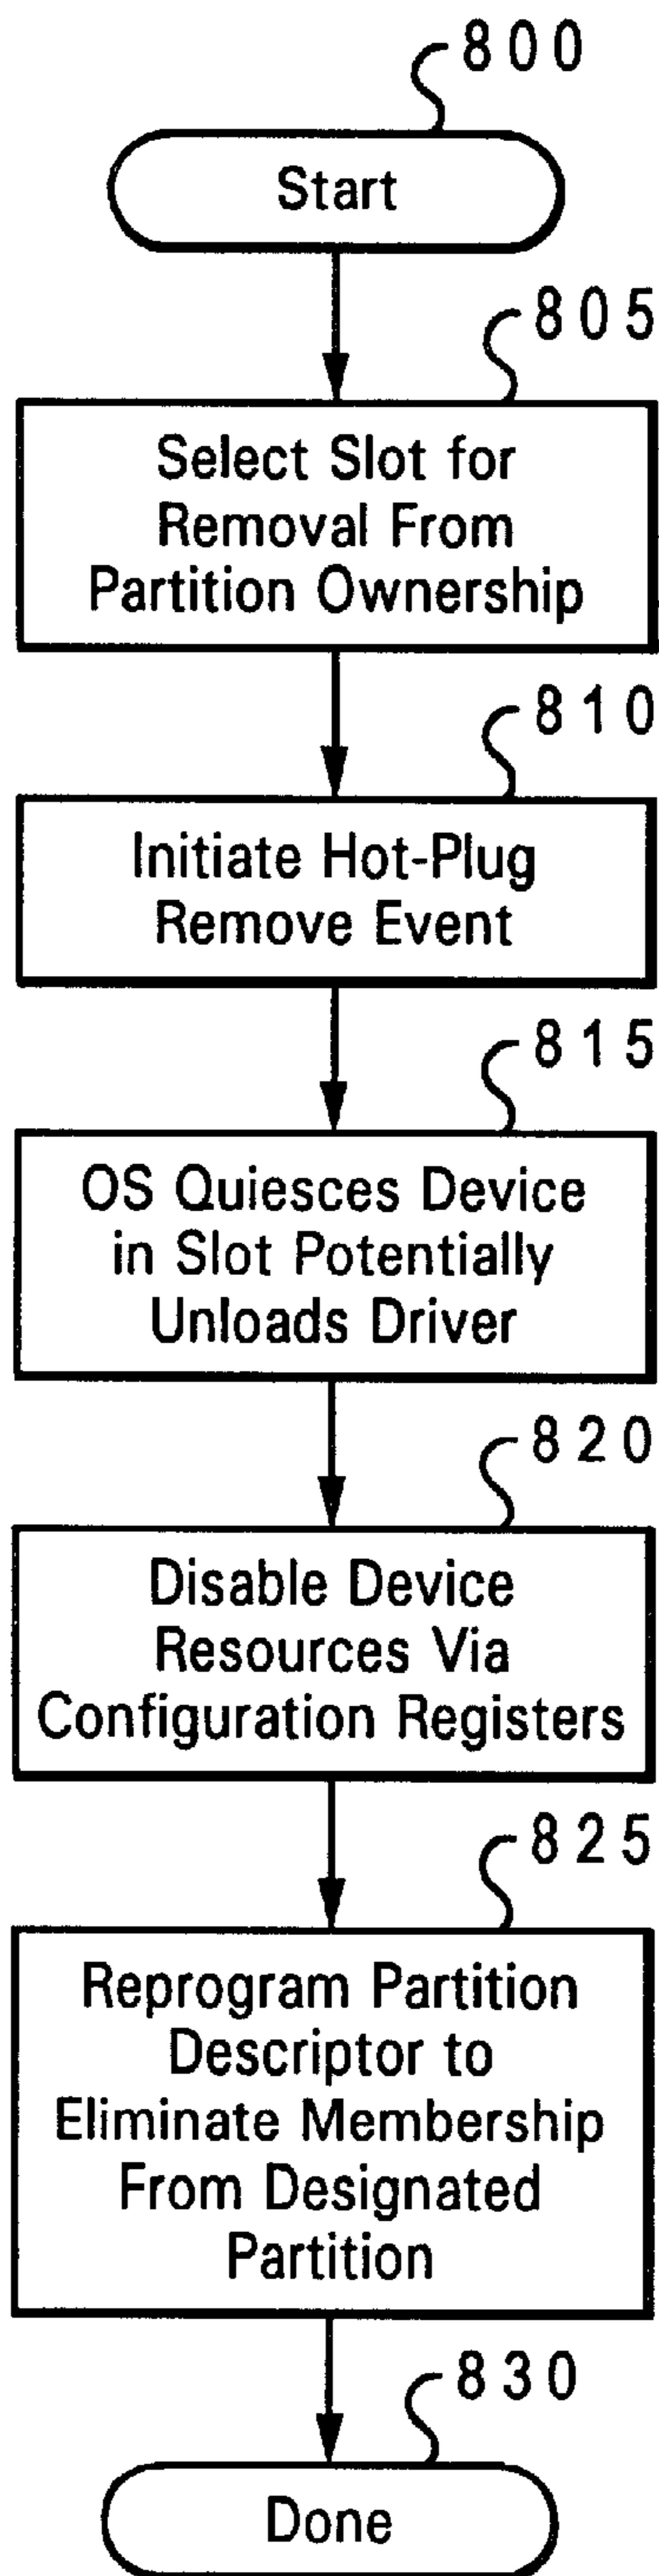 800
Start
805
Select Slot for
Removal From
Partition Ownership
810
Initiate Hot-Plug
Remove Event
815
OS Quiesces Device
in Slot Potentially
Unloads Driver
820
Disable Device
Resources Via
Configuration Registers
825
Reprogram Partition
Descriptor to
Eliminate Membership
From Designated
Partition
830
Done